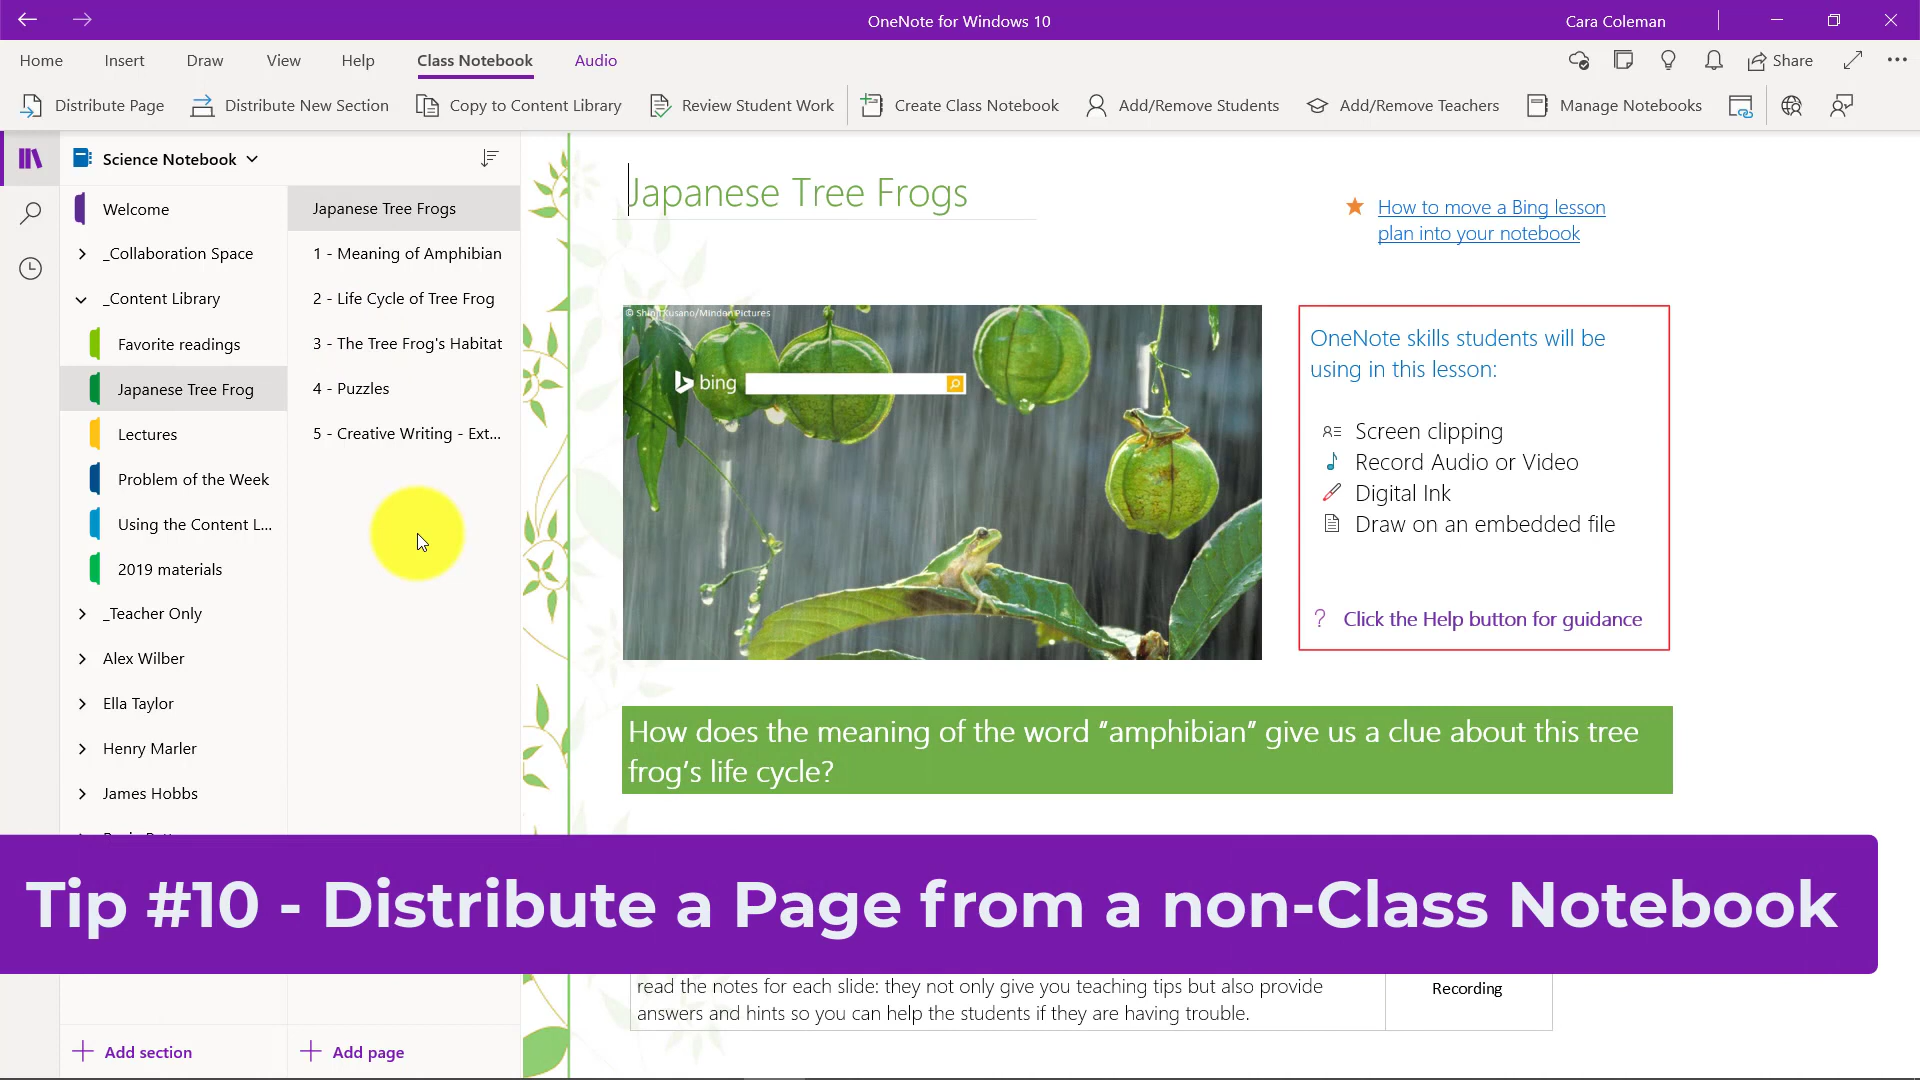 OneNote for Windows 10
Cara Coleman
Home
Insert
Draw
View
Help
Class Notebook
Audio
Share
Distribute Page
Distribute New Section
Copy to Content Library
Review Student Work
Create Class Notebook
Add/Remove Students
Add/Remove Teachers
Manage Notebooks
Science Notebook
Welcome
_Collaboration Space
_Content Library
Favorite readings
Japanese Tree Frog
Lectures
Problem of the Week
Using the Content L...
2019 materials
_Teacher Only
Alex Wilber
Ella Taylor
Henry Marler
James Hobbs
Add section
Japanese Tree Frogs
1 - Meaning of Amphibian
2 - Life Cycle of Tree Frog
3 - The Tree Frog's Habitat
4 - Puzzles
5 - Creative Writing - Ext...
Add page
Japanese Tree Frogs
How to move a Bing lesson
plan into your notebook
© Shinji Kusano/Minden Pictures
bing
OneNote skills students will be
using in this lesson:
Screen clipping
Record Audio or Video
Digital Ink
Draw on an embedded file
? Click the Help button for guidance
How does the meaning of the word “amphibian” give us a clue about this tree
frog’s life cycle?
Tip #10 - Distribute a Page from a non-Class Notebook
read the notes for each slide: they not only give you teaching tips but also provide
answers and hints so you can help the students if they are having trouble.
Recording